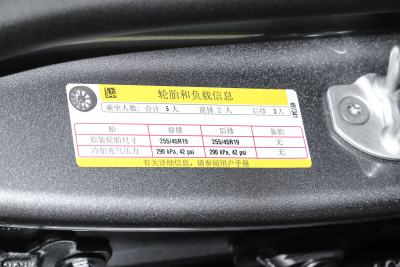 轮胎和负载信息
乘坐人数：合计 5 人 前排 2 人 后排 3 人
胎 前排 后排 备胎
原装轮胎尺寸 255/45R19 255/45R19 无
冷胎充气压力 290 kPa, 42 psi 290 kPa, 42 psi 无
有关详细信息, 请参阅用户手册